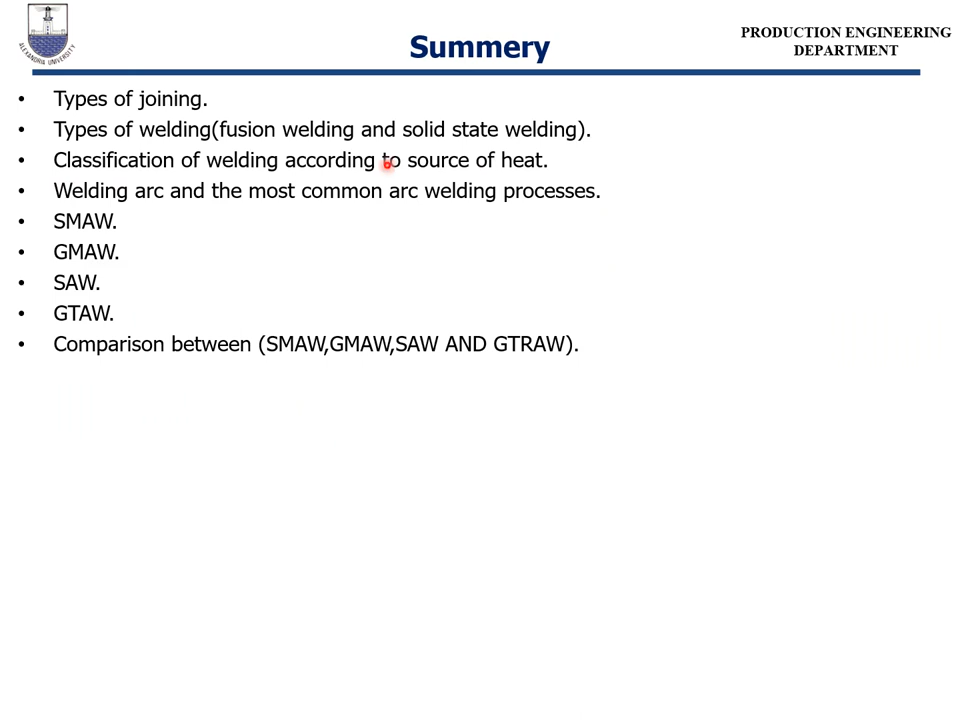 ALEXANDRIA UNIVERSITY
Summery
PRODUCTION ENGINEERING
DEPARTMENT
• Types of joining.
• Types of welding(fusion welding and solid state welding).
• Classification of welding according to source of heat.
• Welding arc and the most common arc welding processes.
• SMAW.
• GMAW.
• SAW.
• GTAW.
• Comparison between (SMAW,GMAW,SAW AND GTRAW).